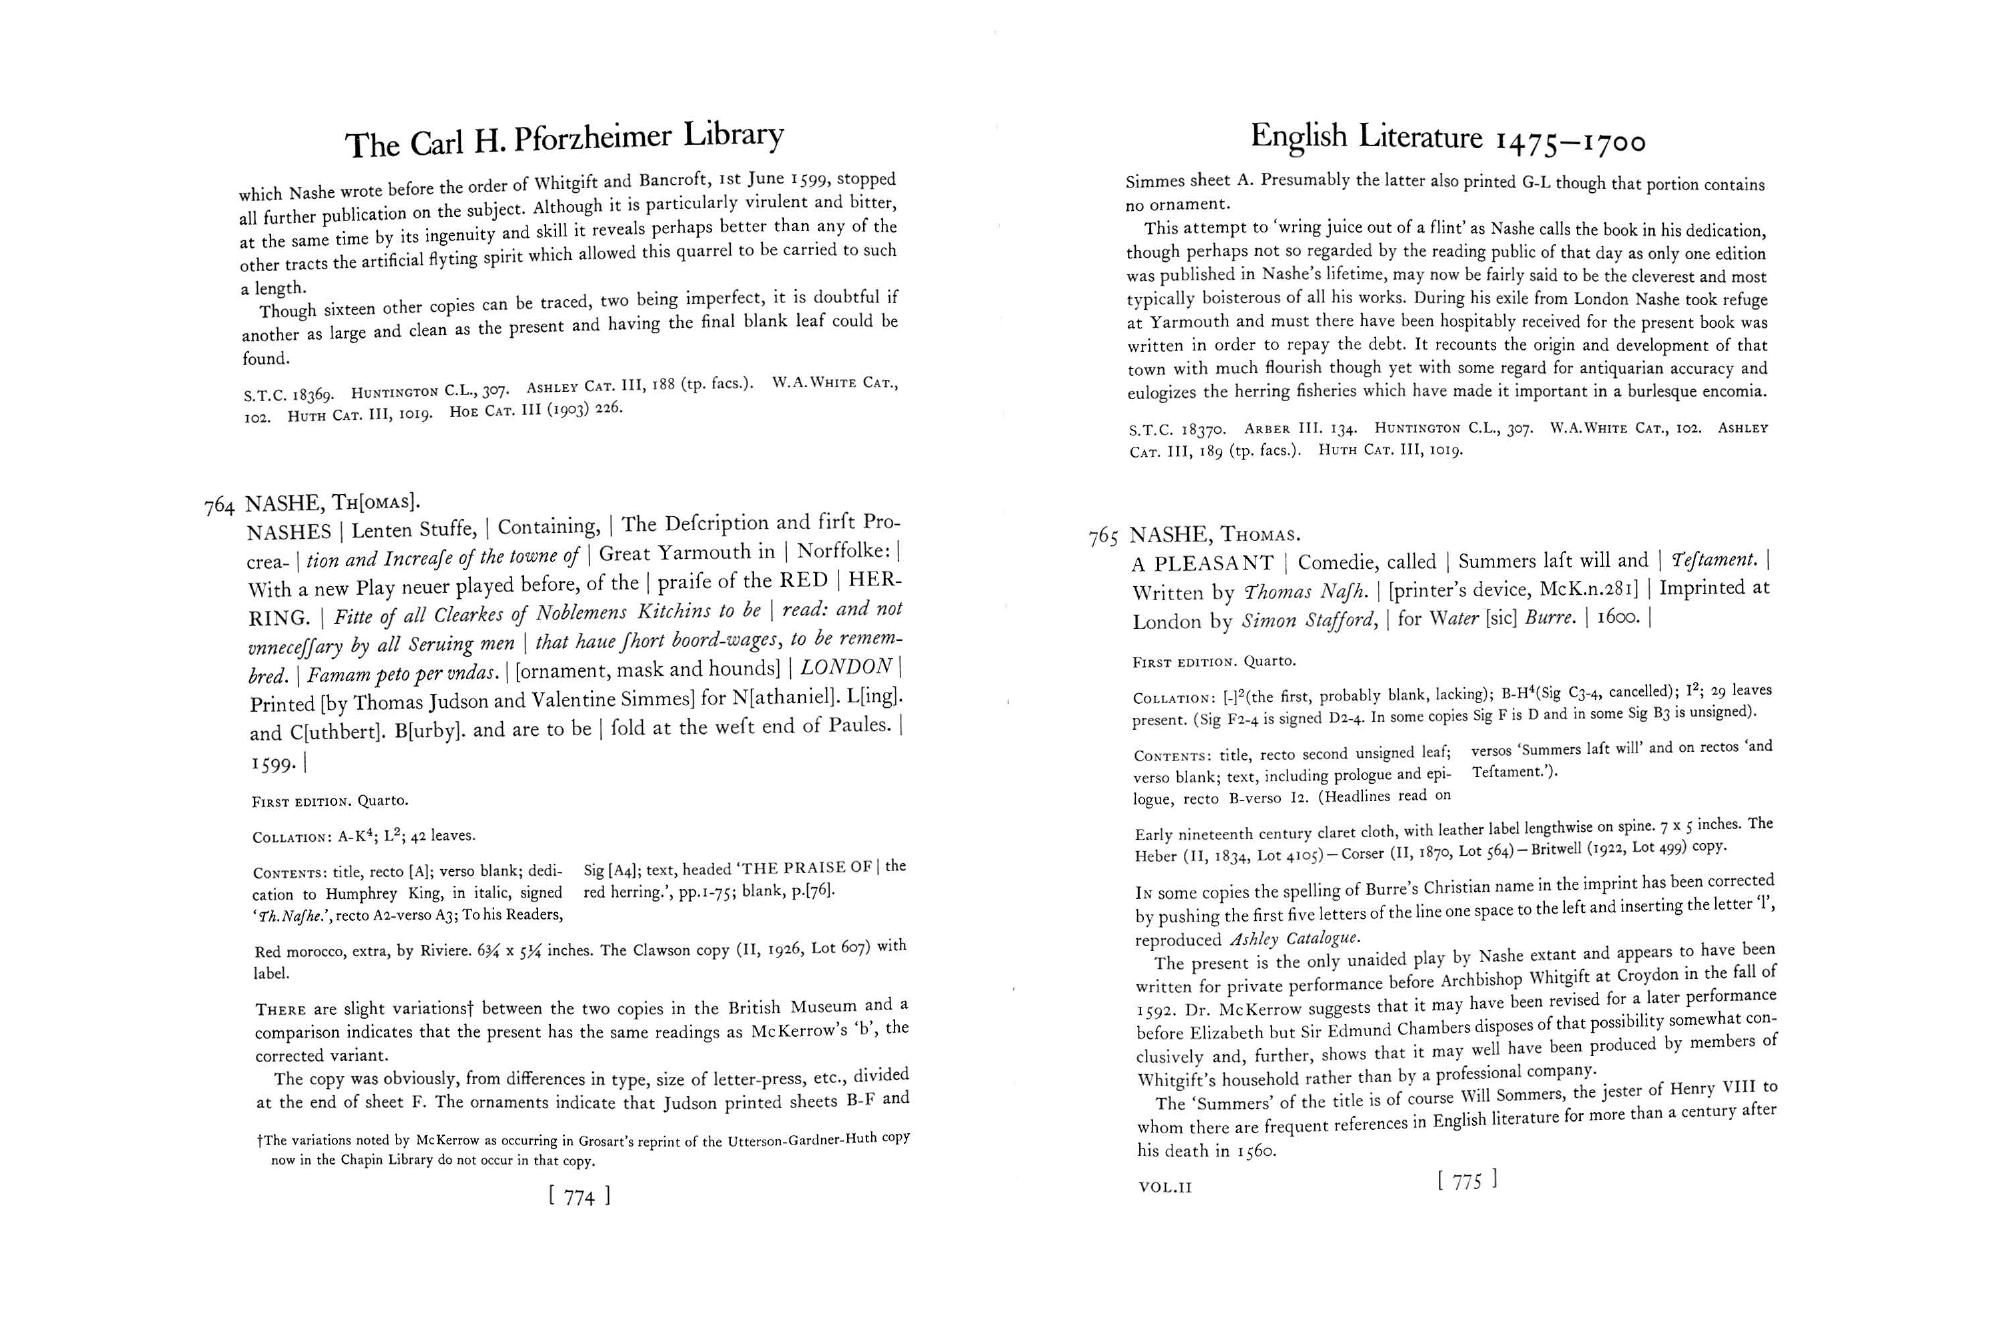 The Carl H. Pforzheimer Library
which Nashe wrote before the order of Whitgift and Bancroft, 1st June 1599, stopped
all further publication on the subject. Although it is particularly virulent and bitter,
at the same time by its ingenuity and skill it reveals perhaps better than any of the
other tracts the artificial flyting spirit which allowed this quarrel to be carried to such
a length.
Though sixteen other copies can be traced, two being imperfect, it is doubtful if
another as large and clean as the present and having the final blank leaf could be
found.
S.T.C. 18369. Huntington C.L., 307. Ashley Cat. III, 188 (tp. facs.). W.A.White Cat.,
102. Huth Cat. III, 1019. Hoe Cat. III (1903) 226.
764 NASHE, Th[omas].
NASHES | Lenten Stuffe, | Containing, | The Deſcription and firſt Pro-
crea- | tion and Increaſe of the towne of | Great Yarmouth in | Norffolke: |
With a new Play neuer played before, of the | praiſe of the RED | HER-
RING. | Fitte of all Clearkes of Noblemens Kitchins to be | read: and not
vnneceſſary by all Seruing men | that haue ſhort boord-wages, to be remem-
bred. | Famam peto per vndas. | [ornament, mask and hounds] | LONDON |
Printed [by Thomas Judson and Valentine Simmes] for N[athaniel]. L[ing].
and C[uthbert]. B[urby]. and are to be | ſold at the weſt end of Paules. |
1599. |
First edition. Quarto.
Collation: A-K⁴; L²; 42 leaves.
Contents: title, recto [A]; verso blank; dedi-
cation to Humphrey King, in italic, signed
'Th.Naſhe.', recto A2-verso A3; To his Readers,
Sig [A4]; text, headed 'THE PRAISE OF | the
red herring.', pp.1-75; blank, p.[76].
Red morocco, extra, by Riviere. 6¾ x 5¼ inches. The Clawson copy (II, 1926, Lot 607) with
label.
There are slight variations† between the two copies in the British Museum and a
comparison indicates that the present has the same readings as McKerrow's 'b', the
corrected variant.
The copy was obviously, from differences in type, size of letter-press, etc., divided
at the end of sheet F. The ornaments indicate that Judson printed sheets B-F and
†The variations noted by McKerrow as occurring in Grosart's reprint of the Utterson-Gardner-Huth copy
now in the Chapin Library do not occur in that copy.
[ 774 ]
English Literature 1475–1700
Simmes sheet A. Presumably the latter also printed G-L though that portion contains
no ornament.
This attempt to 'wring juice out of a flint' as Nashe calls the book in his dedication,
though perhaps not so regarded by the reading public of that day as only one edition
was published in Nashe's lifetime, may now be fairly said to be the cleverest and most
typically boisterous of all his works. During his exile from London Nashe took refuge
at Yarmouth and must there have been hospitably received for the present book was
written in order to repay the debt. It recounts the origin and development of that
town with much flourish though yet with some regard for antiquarian accuracy and
eulogizes the herring fisheries which have made it important in a burlesque encomia.
S.T.C. 18370. Arber III. 134. Huntington C.L., 307. W.A.White Cat., 102. Ashley
Cat. III, 189 (tp. facs.). Huth Cat. III, 1019.
765 NASHE, Thomas.
A PLEASANT | Comedie, called | Summers laſt will and | Teſtament. |
Written by Thomas Naſh. | [printer's device, McK.n.281] | Imprinted at
London by Simon Stafford, | for Water [sic] Burre. | 1600. |
First edition. Quarto.
Collation: [-]²(the first, probably blank, lacking); B-H⁴(Sig C3-4, cancelled); I²; 29 leaves
present. (Sig F2-4 is signed D2-4. In some copies Sig F is D and in some Sig B3 is unsigned).
Contents: title, recto second unsigned leaf;
verso blank; text, including prologue and epi-
logue, recto B-verso I2. (Headlines read on
versos 'Summers laſt will' and on rectos 'and
Teſtament.').
Early nineteenth century claret cloth, with leather label lengthwise on spine. 7 x 5 inches. The
Heber (II, 1834, Lot 4105)—Corser (II, 1870, Lot 564)—Britwell (1922, Lot 499) copy.
In some copies the spelling of Burre's Christian name in the imprint has been corrected
by pushing the first five letters of the line one space to the left and inserting the letter 'l',
reproduced Ashley Catalogue.
The present is the only unaided play by Nashe extant and appears to have been
written for private performance before Archbishop Whitgift at Croydon in the fall of
1592. Dr. McKerrow suggests that it may have been revised for a later performance
before Elizabeth but Sir Edmund Chambers disposes of that possibility somewhat con-
clusively and, further, shows that it may well have been produced by members of
Whitgift's household rather than by a professional company.
The 'Summers' of the title is of course Will Sommers, the jester of Henry VIII to
whom there are frequent references in English literature for more than a century after
his death in 1560.
VOL.II
[ 775 ]